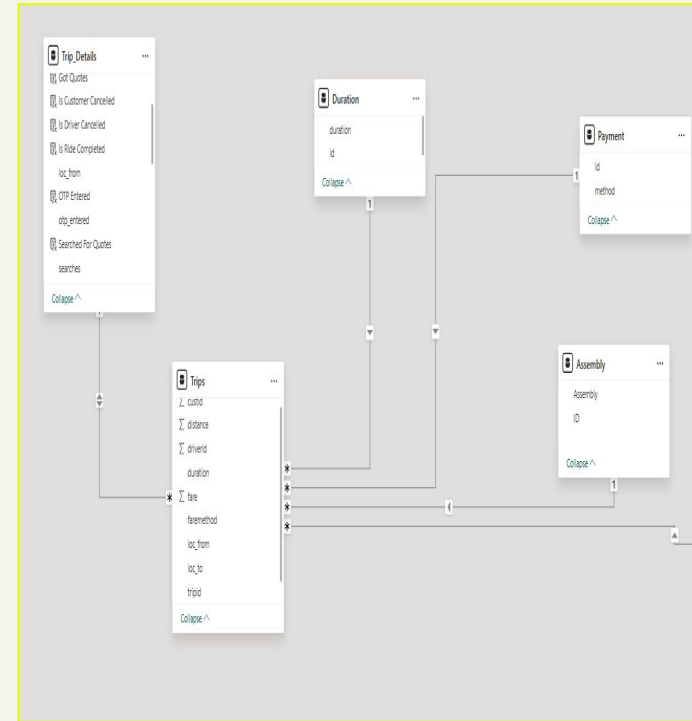 Trip_Details
Got Quotes
Is Customer Cancelled
Is Driver Cancelled
Is Ride Completed
loc_from
OTP Entered
otp_entered
Searched For Quotes
searches
Collapse
Duration
duration
id
Collapse
1
Payment
id
method
Collapse
1
Trips
custid
distance
driverid
duration
fare
faremethod
loc_from
loc_to
tripid
Collapse
*
*
*
*
*
Assembly
Assembly
ID
Collapse
1